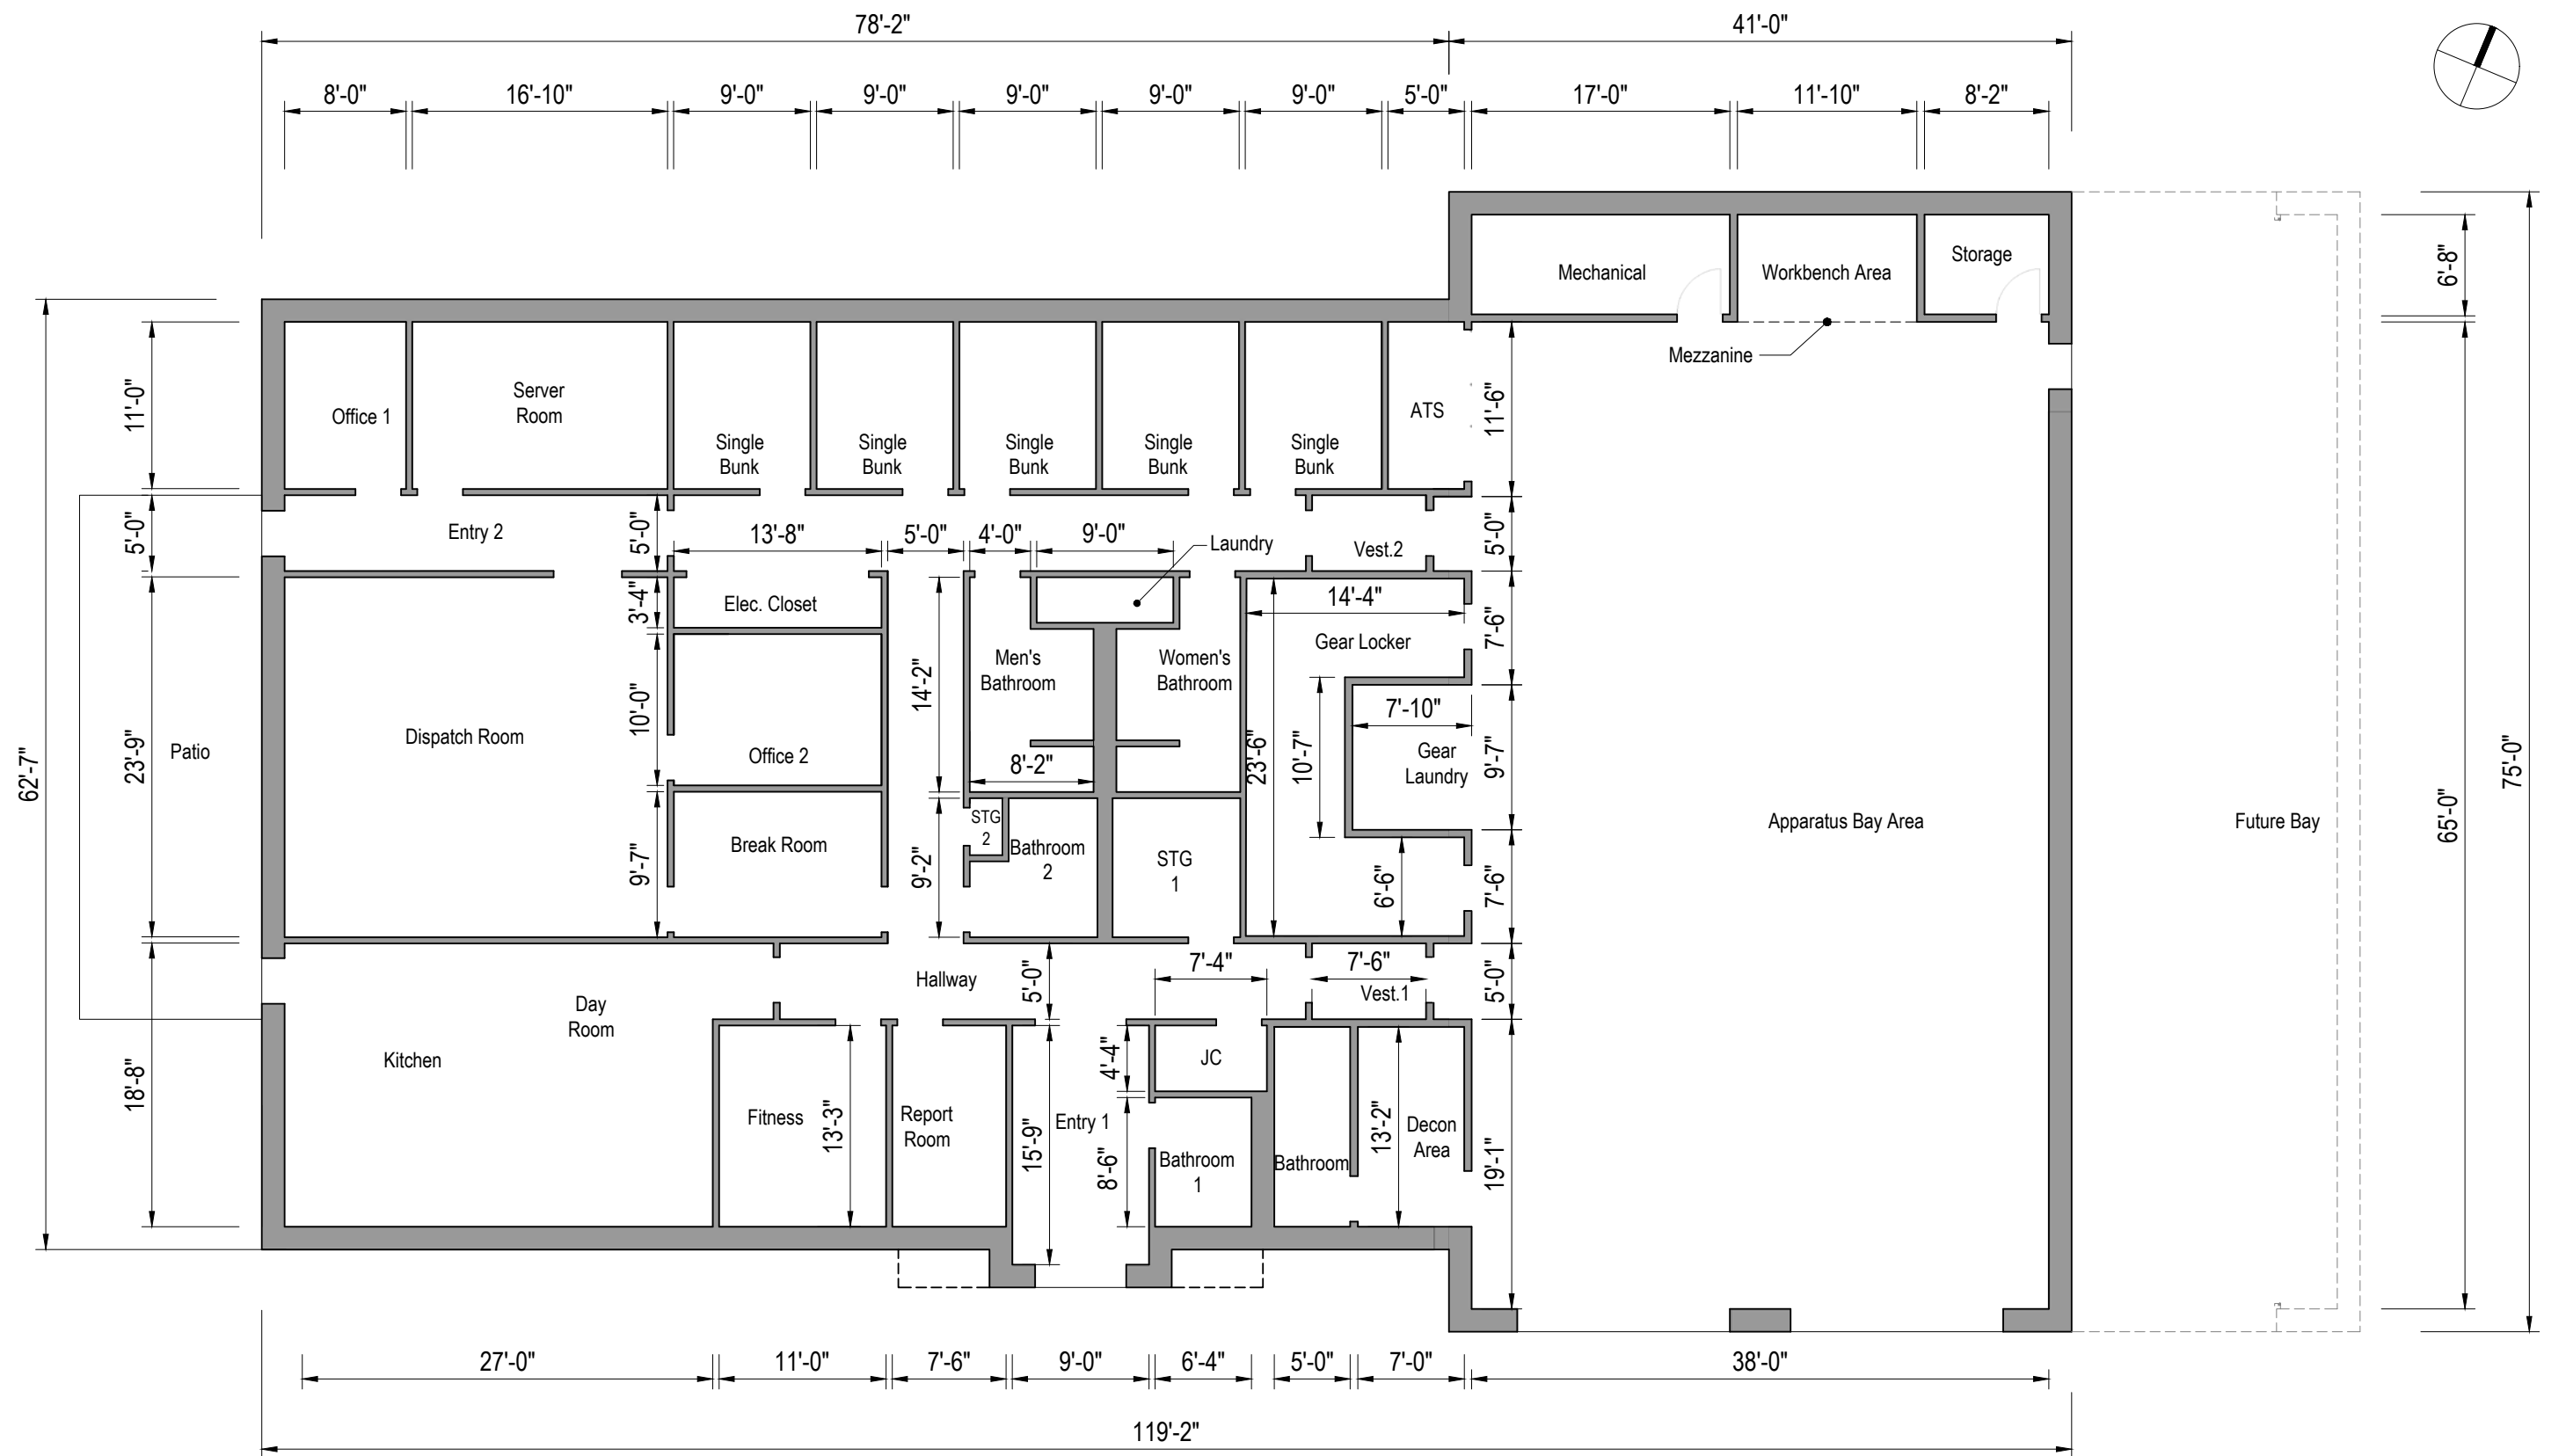 78'-2"
41'-0"
8'-0"
16'-10"
9'-0"
9'-0"
9'-0"
9'-0"
9'-0"
5'-0"
17'-0"
11'-10"
8'-2"
Mechanical
Workbench Area
Storage
6'-8"
Mezzanine
11'-0"
Office 1
Server
Room
Single
Bunk
Single
Bunk
Single
Bunk
Single
Bunk
Single
Bunk
ATS
11'-6"
5'-0"
Entry 2
5'-0"
13'-8"
5'-0"
4'-0"
9'-0"
Laundry
Vest.2
5'-0"
3'-4"
Elec. Closet
14'-4"
Gear Locker
7'-6"
62'-7"
23'-9"
Patio
Dispatch Room
10'-0"
Office 2
14'-2"
Men's
Bathroom
Women's
Bathroom
8'-2"
23'-6"
10'-7"
7'-10"
Gear
Laundry
9'-7"
Apparatus Bay Area
Future Bay
65'-0"
75'-0"
9'-7"
Break Room
9'-2"
STG
2
Bathroom
2
STG
1
6'-6"
7'-6"
18'-8"
Kitchen
Day
Room
Hallway
5'-0"
7'-4"
7'-6"
Vest.1
5'-0"
Fitness
13'-3"
Report
Room
15'-9"
Entry 1
4'-4"
JC
8'-6"
Bathroom
1
Bathroom
13'-2"
Decon
Area
19'-1"
27'-0"
11'-0"
7'-6"
9'-0"
6'-4"
5'-0"
7'-0"
38'-0"
119'-2"